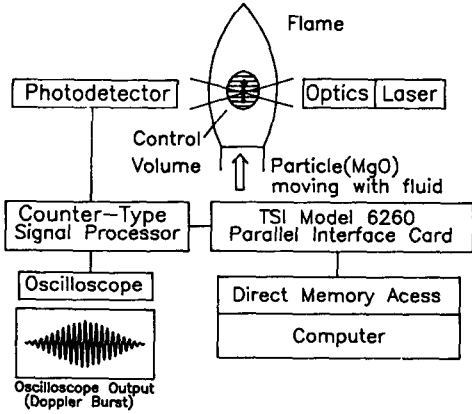 Flame
Photodetector
Optics Laser
Control
Volume
Particle(MgO)
moving with fluid
Counter-Type
Signal Processor
TSI Model 6260
Parallel Interface Card
Oscilloscope
Direct Memory Acess
Computer
Oscilloscope Output
(Doppler Burst)